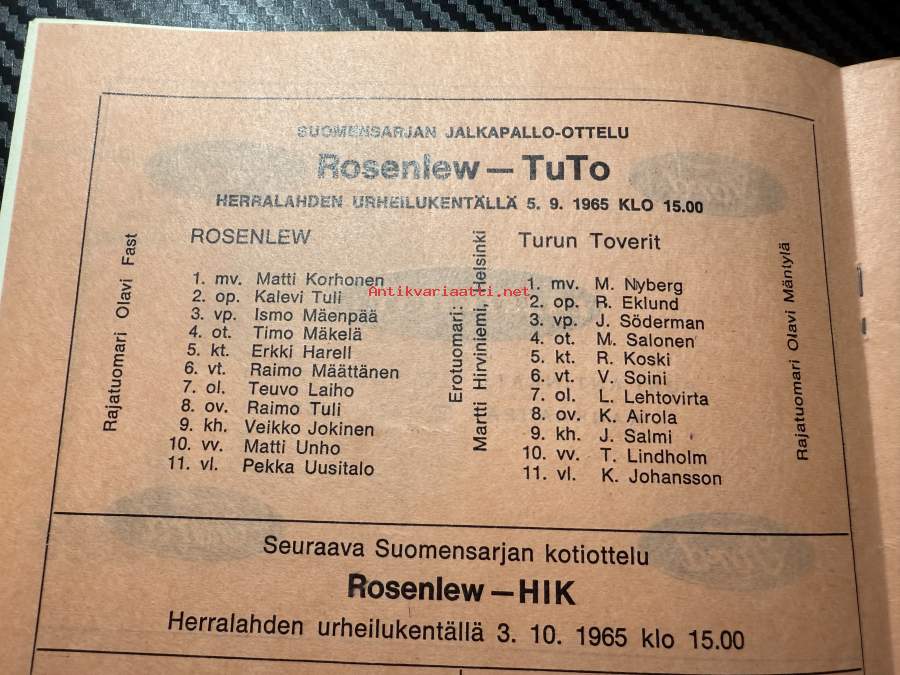 SUOMENSARJAN JALKAPALLO-OTTELU
Rosenlew — TuTo
HERRALAHDEN URHEILUKENTÄLLÄ 5. 9. 1965 KLO 15.00
Rajatuomari Olavi Fast
ROSENLEW
1. mv. Matti Korhonen
2. op. Kalevi Tuli
3. vp. Ismo Mäenpää
4. ot. Timo Mäkelä
5. kt. Erkki Harell
6. vt. Raimo Määttänen
7. ol. Teuvo Laiho
8. ov. Raimo Tuli
9. kh. Veikko Jokinen
10. vv. Matti Unho
11. vl. Pekka Uusitalo
Erotuomari:
Martti Hirviniemi, Helsinki
Turun Toverit
1. mv. M. Nyberg
2. op. R. Eklund
3. vp. J. Söderman
4. ot. M. Salonen
5. kt. R. Koski
6. vt. V. Soini
7. ol. L. Lehtovirta
8. ov. K. Airola
9. kh. J. Salmi
10. vv. T. Lindholm
11. vl. K. Johansson
Rajatuomari Olavi Mäntylä
Antikvariaatti.net
Seuraava Suomensarjan kotiottelu
Rosenlew — HIK
Herralahden urheilukentällä 3. 10. 1965 klo 15.00